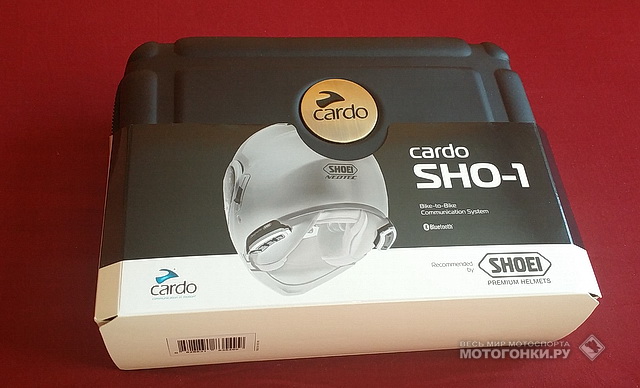 cardo
cardo
SHO-1
Bike-to-Bike
Communication System
Bluetooth
SHOEI
NEOTEC
Recommended
by
SHOEI
PREMIUM HELMETS
cardo
ВЕСЬ МИР МОТОСПОРТА
МОТОГОНКИ.РУ